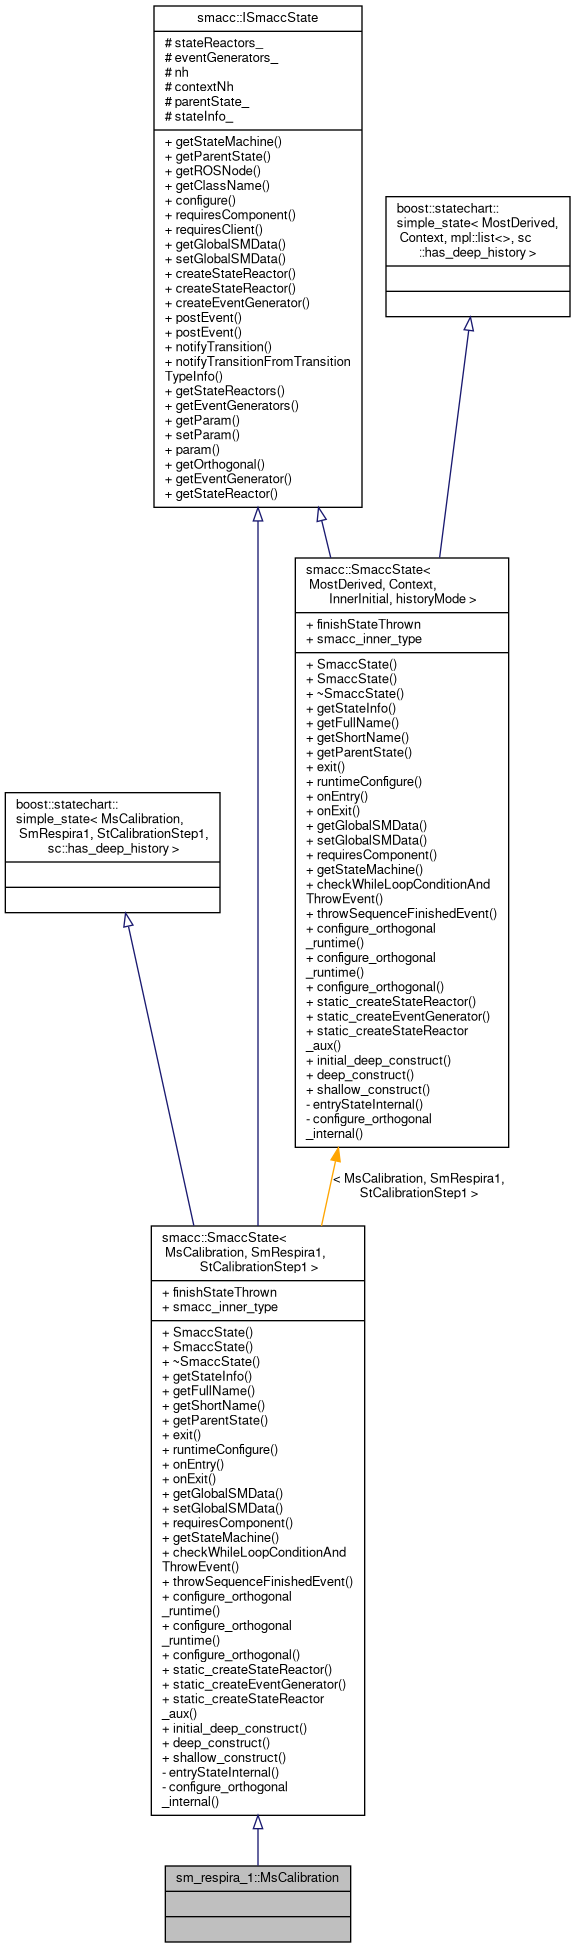 smacc::ISmaccState
# stateReactors_
# eventGenerators_
# nh
# contextNh
# parentState_
# stateInfo_
+ getStateMachine()
+ getParentState()
+ getROSNode()
+ getClassName()
+ configure()
+ requiresComponent()
+ requiresClient()
+ getGlobalSMData()
+ setGlobalSMData()
+ createStateReactor()
+ createStateReactor()
+ createEventGenerator()
+ postEvent()
+ postEvent()
+ notifyTransition()
+ notifyTransitionFromTransition
TypeInfo()
+ getStateReactors()
+ getEventGenerators()
+ getParam()
+ setParam()
+ param()
+ getOrthogonal()
+ getEventGenerator()
+ getStateReactor()
boost::statechart::
simple_state< MostDerived,
Context, mpl::list<>, sc
::has_deep_history >
smacc::SmaccState<
MostDerived, Context,
InnerInitial, historyMode >
+ finishStateThrown
+ smacc_inner_type
+ SmaccState()
+ SmaccState()
+ ~SmaccState()
+ getStateInfo()
+ getFullName()
+ getShortName()
+ getParentState()
+ exit()
+ runtimeConfigure()
+ onEntry()
+ onExit()
+ getGlobalSMData()
+ setGlobalSMData()
+ requiresComponent()
+ getStateMachine()
+ checkWhileLoopConditionAnd
ThrowEvent()
+ throwSequenceFinishedEvent()
+ configure_orthogonal
_runtime()
+ configure_orthogonal
_runtime()
+ configure_orthogonal()
+ static_createStateReactor()
+ static_createEventGenerator()
+ static_createStateReactor
_aux()
+ initial_deep_construct()
+ deep_construct()
+ shallow_construct()
- entryStateInternal()
- configure_orthogonal
_internal()
boost::statechart::
simple_state< MsCalibration,
SmRespira1, StCalibrationStep1,
sc::has_deep_history >
< MsCalibration, SmRespira1,
StCalibrationStep1 >
smacc::SmaccState<
MsCalibration, SmRespira1,
StCalibrationStep1 >
+ finishStateThrown
+ smacc_inner_type
+ SmaccState()
+ SmaccState()
+ ~SmaccState()
+ getStateInfo()
+ getFullName()
+ getShortName()
+ getParentState()
+ exit()
+ runtimeConfigure()
+ onEntry()
+ onExit()
+ getGlobalSMData()
+ setGlobalSMData()
+ requiresComponent()
+ getStateMachine()
+ checkWhileLoopConditionAnd
ThrowEvent()
+ throwSequenceFinishedEvent()
+ configure_orthogonal
_runtime()
+ configure_orthogonal
_runtime()
+ configure_orthogonal()
+ static_createStateReactor()
+ static_createEventGenerator()
+ static_createStateReactor
_aux()
+ initial_deep_construct()
+ deep_construct()
+ shallow_construct()
- entryStateInternal()
- configure_orthogonal
_internal()
sm_respira_1::MsCalibration